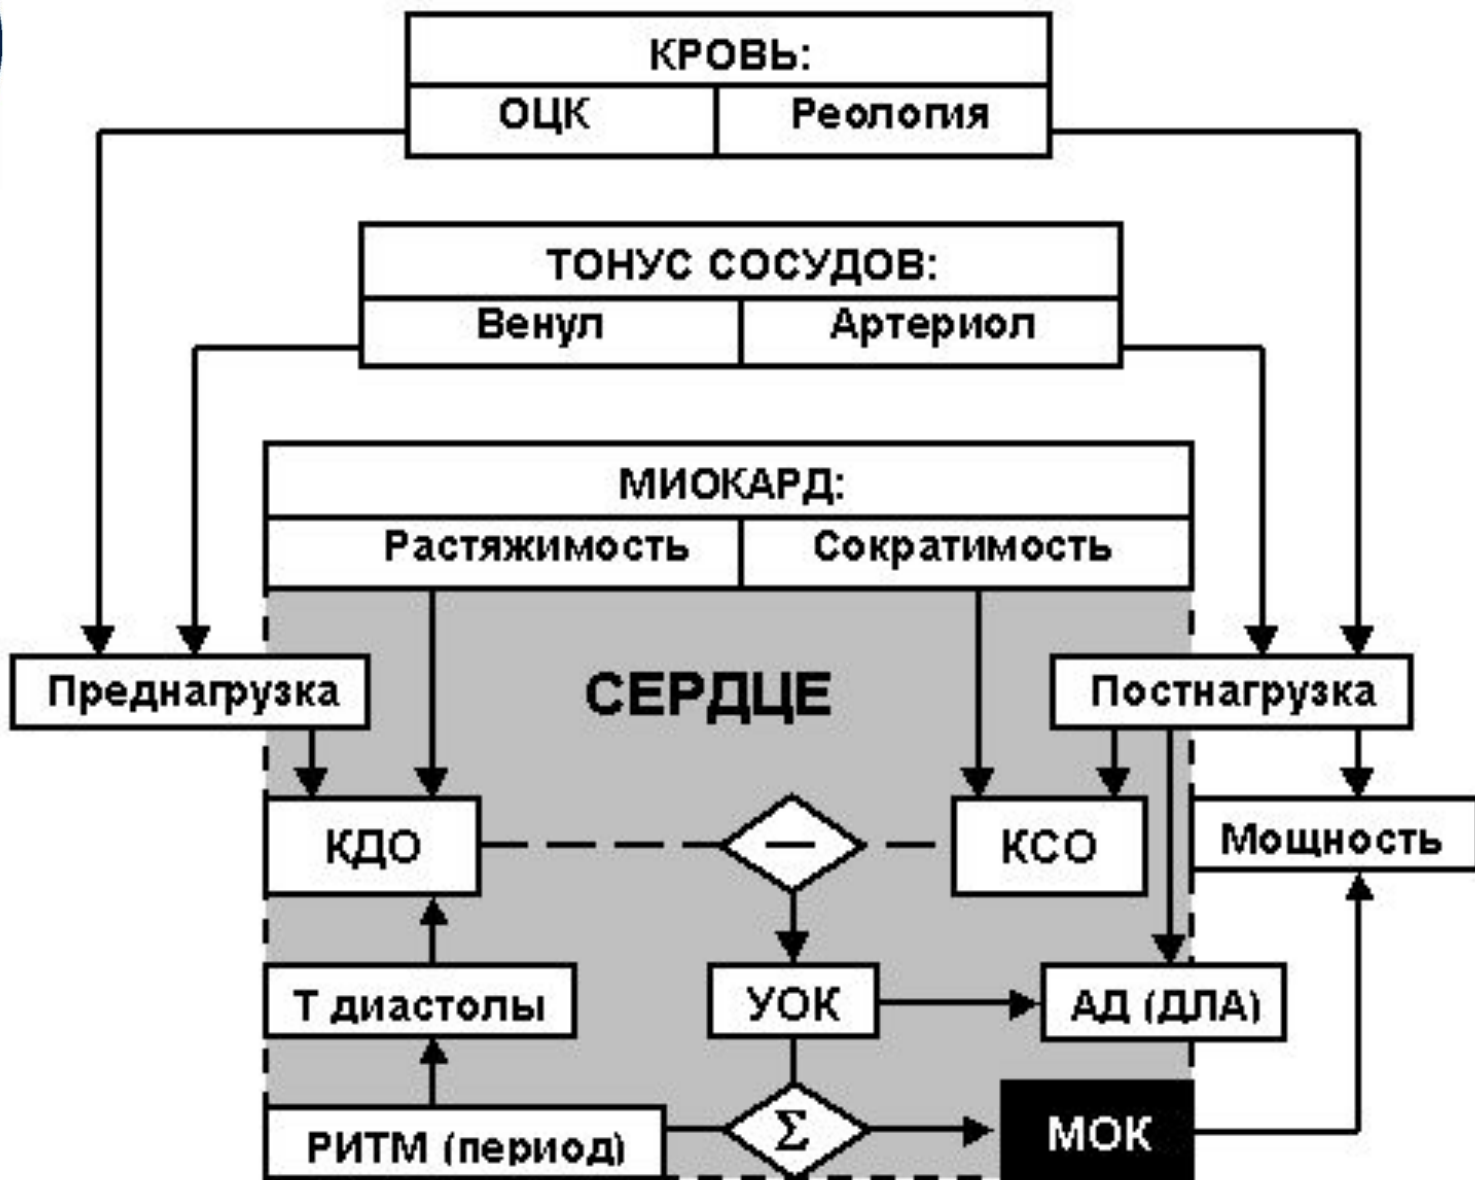 КРОВЬ:
ОЦК Реология
ТОНУС СОСУДОВ:
Венул Артериол
МИОКАРД:
Растяжимость Сократимость
Преднагрузка СЕРДЦЕ Постнагрузка
КДО — КСО Мощность
Т диастолы УОК АД (ДЛА)
РИТМ (период) Σ МОК